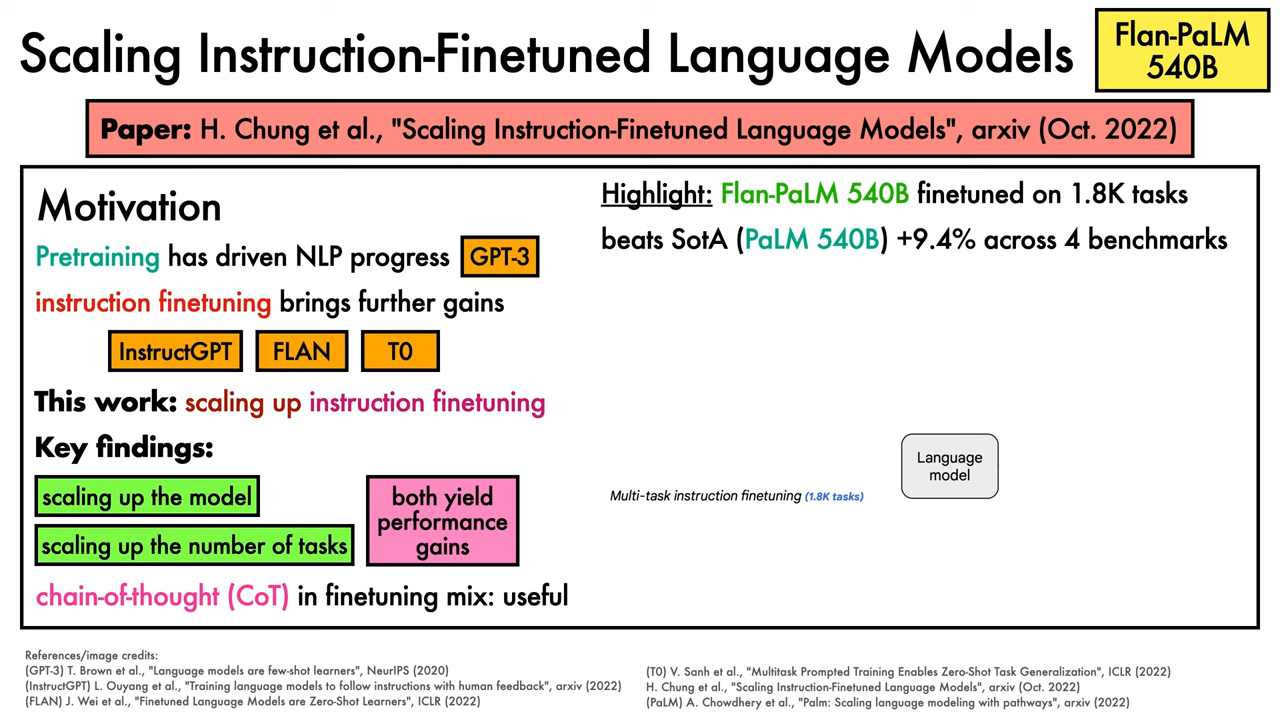 Scaling Instruction-Finetuned Language Models
Flan-PaLM
540B
Paper: H. Chung et al., "Scaling Instruction-Finetuned Language Models", arxiv (Oct. 2022)
Motivation
Pretraining has driven NLP progress
GPT-3
instruction finetuning brings further gains
InstructGPT
FLAN
T0
This work: scaling up instruction finetuning
Key findings:
scaling up the model
scaling up the number of tasks
both yield
performance
gains
chain-of-thought (CoT) in finetuning mix: useful
Highlight: Flan-PaLM 540B finetuned on 1.8K tasks
beats SotA (PaLM 540B) +9.4% across 4 benchmarks
Language
model
Multi-task instruction finetuning (1.8K tasks)
References/image credits:
(GPT-3) T. Brown et al., "Language models are few-shot learners", NeurIPS (2020)
(InstructGPT) L. Ouyang et al., "Training language models to follow instructions with human feedback", arxiv (2022)
(FLAN) J. Wei et al., "Finetuned Language Models are Zero-Shot Learners", ICLR (2022)
(T0) V. Sanh et al., "Multitask Prompted Training Enables Zero-Shot Task Generalization", ICLR (2022)
H. Chung et al., "Scaling Instruction-Finetuned Language Models", arxiv (Oct. 2022)
(PaLM) A. Chowdhery et al., "Palm: Scaling language modeling with pathways", arxiv (2022)